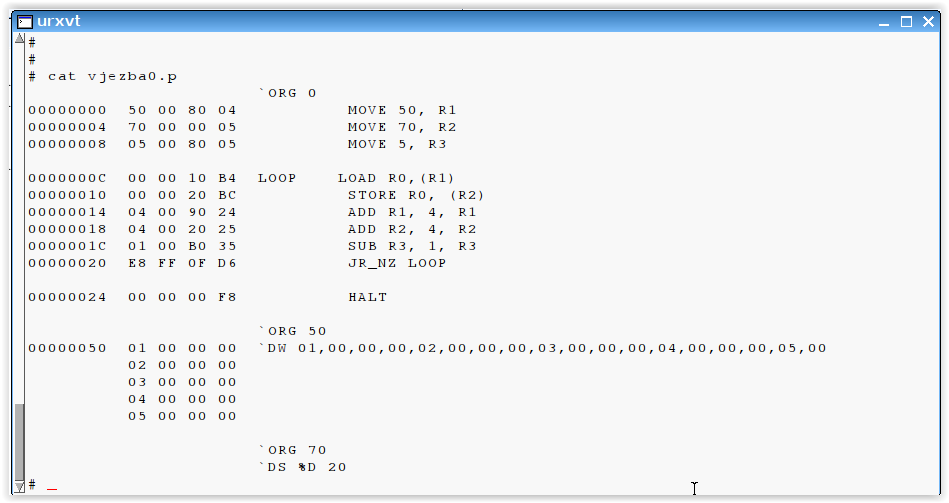 urxvt
#
#
# cat vjezba0.p
`ORG 0
00000000 50 00 80 04 MOVE 50, R1
00000004 70 00 00 05 MOVE 70, R2
00000008 05 00 80 05 MOVE 5, R3
0000000C 00 00 10 B4 LOOP LOAD R0,(R1)
00000010 00 00 20 BC STORE R0, (R2)
00000014 04 00 90 24 ADD R1, 4, R1
00000018 04 00 20 25 ADD R2, 4, R2
0000001C 01 00 B0 35 SUB R3, 1, R3
00000020 E8 FF 0F D6 JR_NZ LOOP
00000024 00 00 00 F8 HALT
`ORG 50
00000050 01 00 00 00 `DW 01,00,00,00,02,00,00,00,03,00,00,00,04,00,00,00,05,00
02 00 00 00
03 00 00 00
04 00 00 00
05 00 00 00
`ORG 70
`DS %D 20
# _